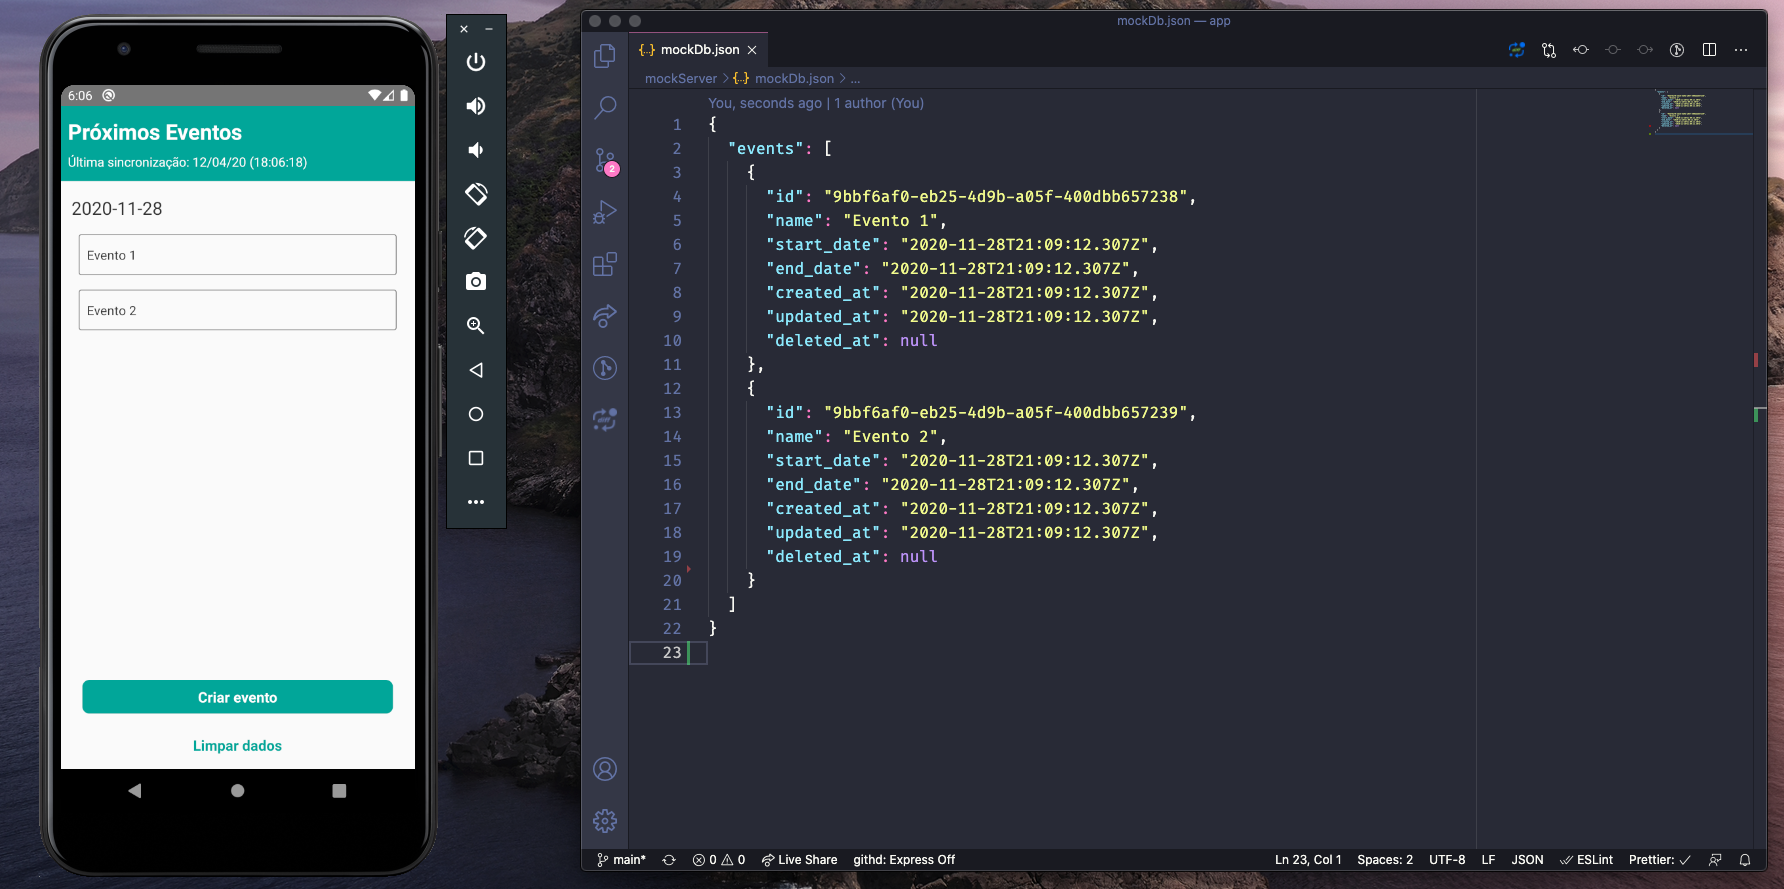 6:06
Próximos Eventos
Última sincronização: 12/04/20 (18:06:18)
2020-11-28
Evento 1
Evento 2
Criar evento
Limpar dados
mockDb.json — app
{..} mockDb.json
mockServer > {..} mockDb.json > ...
You, seconds ago | 1 author (You)
1 {
2 "events": [
3 {
4 "id": "9bbf6af0-eb25-4d9b-a05f-400dbb657238",
5 "name": "Evento 1",
6 "start_date": "2020-11-28T21:09:12.307Z",
7 "end_date": "2020-11-28T21:09:12.307Z",
8 "created_at": "2020-11-28T21:09:12.307Z",
9 "updated_at": "2020-11-28T21:09:12.307Z",
10 "deleted_at": null
11 },
12 {
13 "id": "9bbf6af0-eb25-4d9b-a05f-400dbb657239",
14 "name": "Evento 2",
15 "start_date": "2020-11-28T21:09:12.307Z",
16 "end_date": "2020-11-28T21:09:12.307Z",
17 "created_at": "2020-11-28T21:09:12.307Z",
18 "updated_at": "2020-11-28T21:09:12.307Z",
19 "deleted_at": null
20 }
21 ]
22 }
23
2
main* 0 0 Live Share githd: Express Off Ln 23, Col 1 Spaces: 2 UTF-8 LF JSON ESLint Prettier: